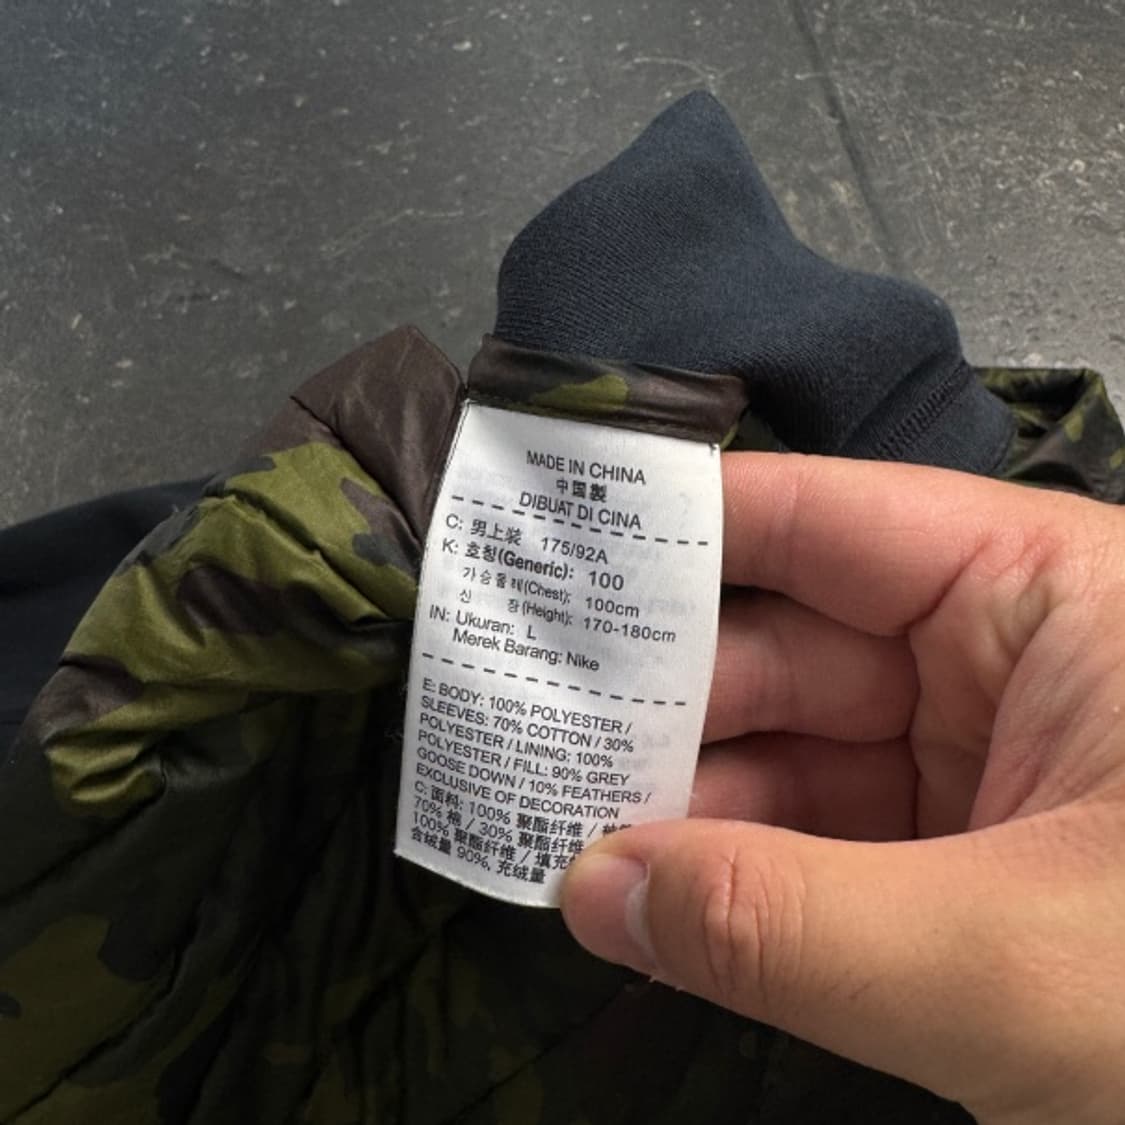 MADE IN CHINA
中国製
DIBUAT DI CINA
C: 男上装 175/92A
K: 호칭(Generic): 100
가슴둘레(Chest): 100cm
신 장(Height): 170-180cm
IN: Ukuran: L
Merek Barang: Nike
E: BODY: 100% POLYESTER /
SLEEVES: 70% COTTON / 30%
POLYESTER / LINING: 100%
POLYESTER / FILL: 90% GREY
GOOSE DOWN / 10% FEATHERS /
EXCLUSIVE OF DECORATION
C: 面料: 100% 聚酯纤维 /
70% 棉 / 30% 聚酯纤维
100% 聚酯纤维 / 填充
含绒量 90%, 充绒量